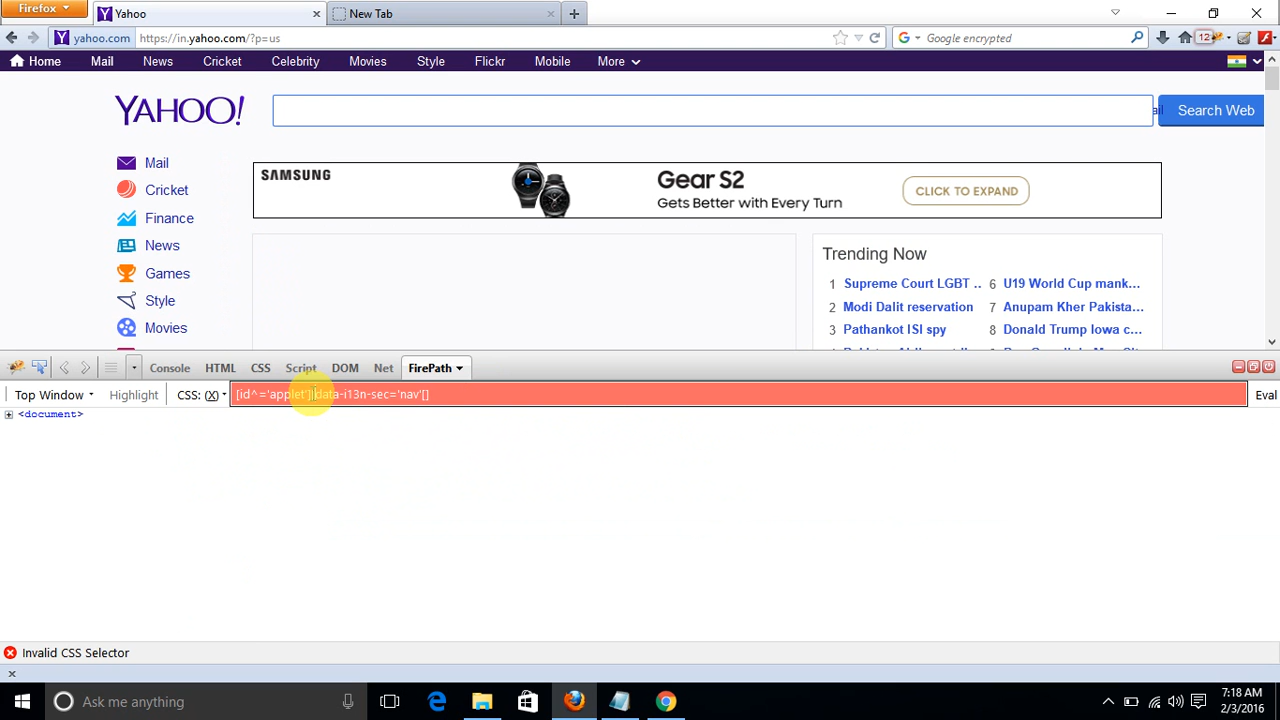 Firefox
Yahoo
New Tab
yahoo.com
https://in.yahoo.com/?p=us
Google encrypted
12
Home Mail News Cricket Celebrity Movies Style Flickr Mobile More
YAHOO!
ail
Search Web
Mail
Cricket
Finance
News
Games
Style
Movies
SAMSUNG
Gear S2
Gets Better with Every Turn
CLICK TO EXPAND
Trending Now
1 Supreme Court LGBT ..
2 Modi Dalit reservation
3 Pathankot ISI spy
6 U19 World Cup mank...
7 Anupam Kher Pakista...
8 Donald Trump Iowa c...
Console HTML CSS Script DOM Net FirePath
Top Window Highlight CSS: (X)
[id^='applet'][data-i13n-sec='nav'[]
Eval
<document>
Invalid CSS Selector
Ask me anything
7:18 AM
2/3/2016